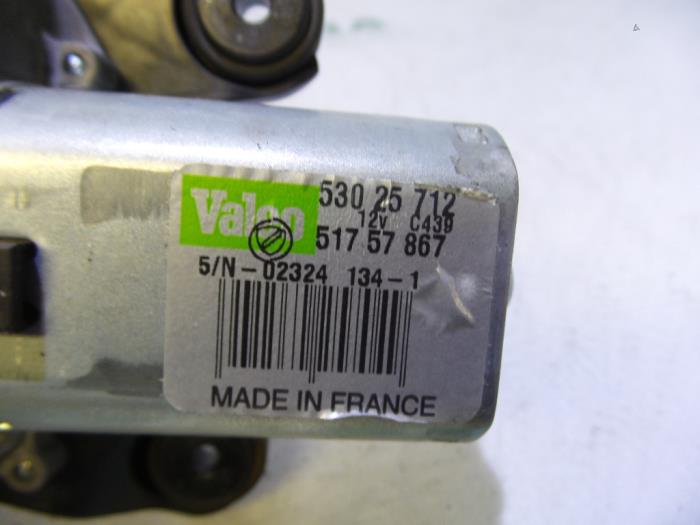 Valeo
530 25 712
12V C439
517 57 867
S/N-02324 134-1
MADE IN FRANCE